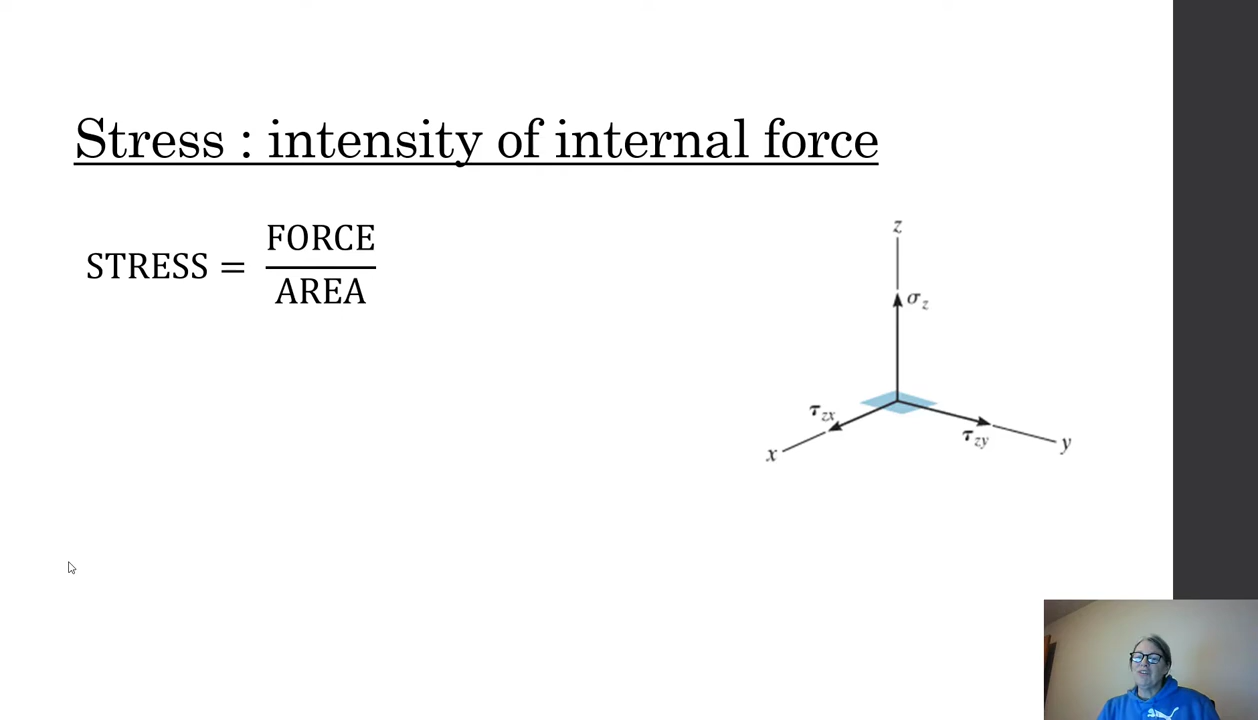 Stress : intensity of internal force
STRESS = FORCE
AREA
z
σz
τzx
τzy
x
y